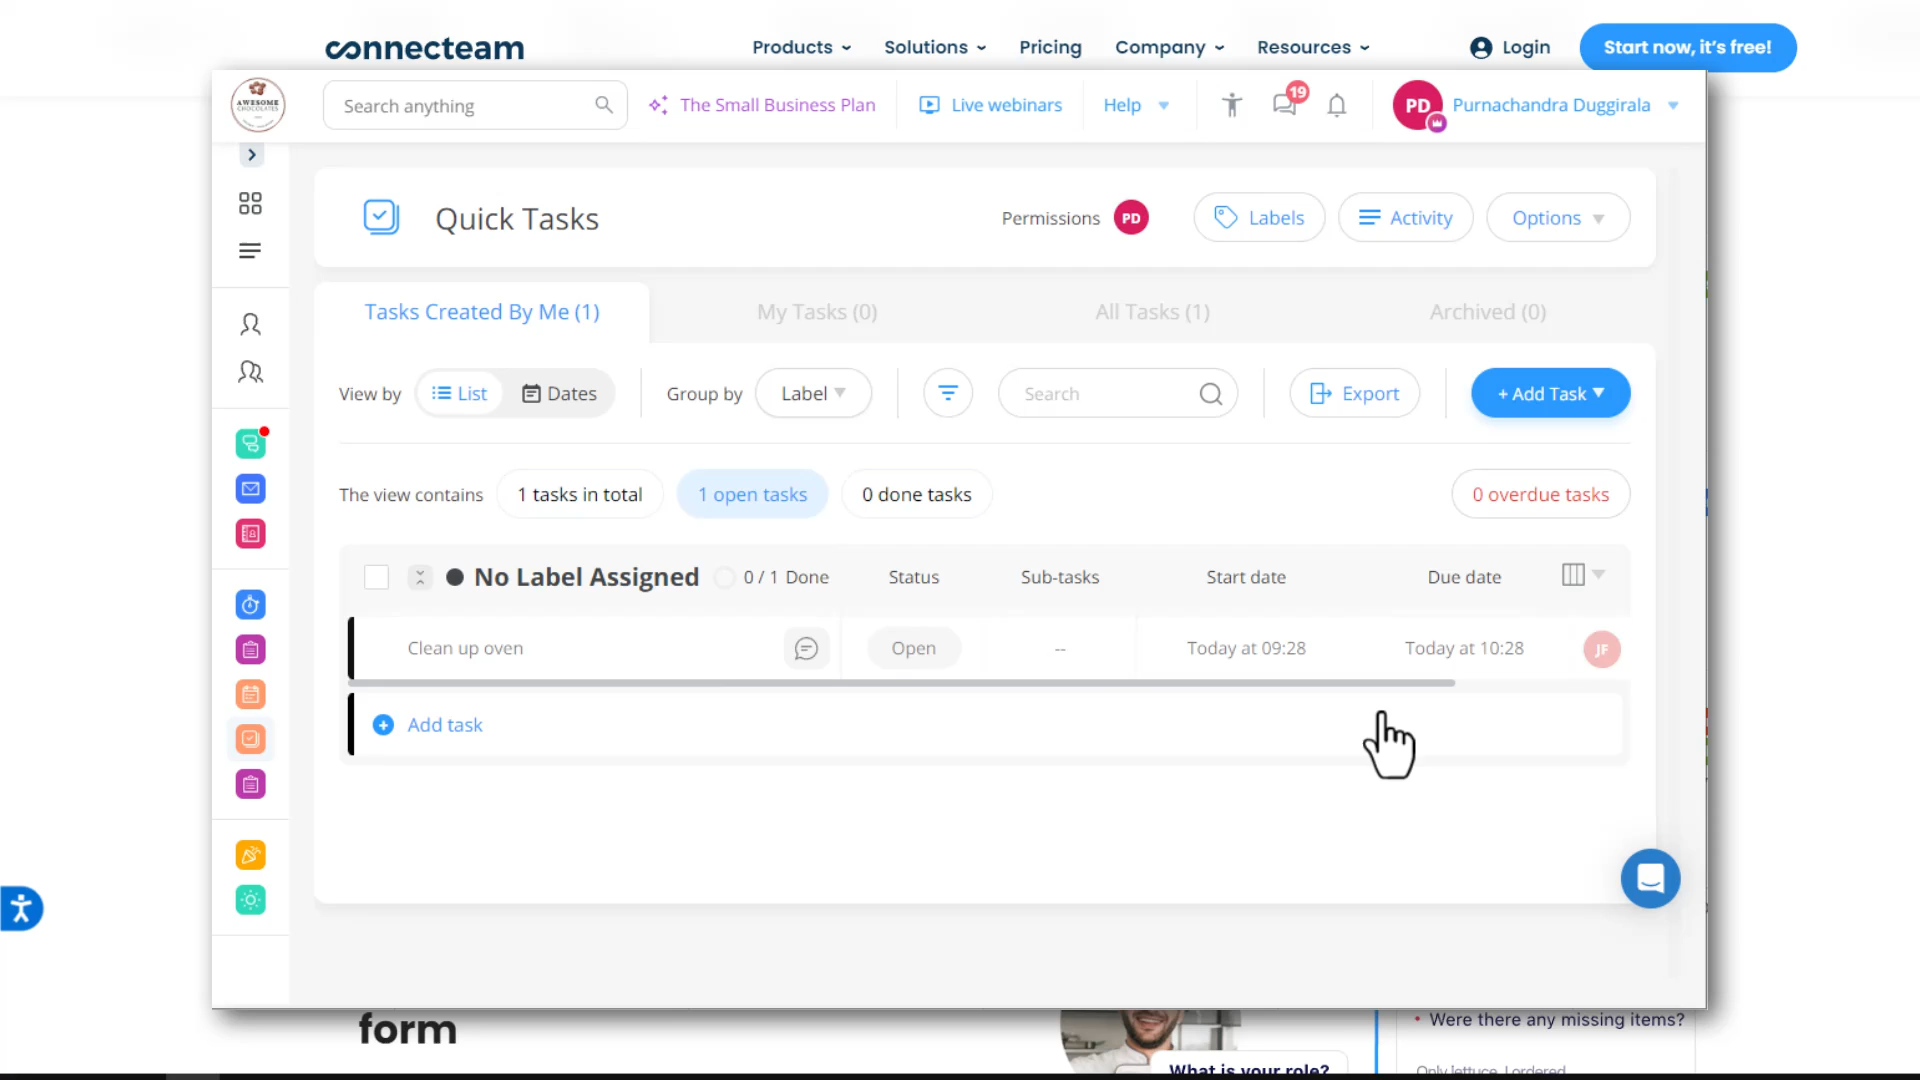 connecteam
Products
Solutions
Pricing
Company
Resources
Login
Start now, it's free!
AWESOME
CHOCOLATES
Search anything
The Small Business Plan
Live webinars
Help
19
PD
Purnachandra Duggirala
Quick Tasks
Permissions
PD
Labels
Activity
Options
Tasks Created By Me (1)
My Tasks (0)
All Tasks (1)
Archived (0)
View by
List
Dates
Group by
Label
Search
Export
+ Add Task
The view contains
1 tasks in total
1 open tasks
0 done tasks
0 overdue tasks
No Label Assigned
0 / 1 Done
Status
Sub-tasks
Start date
Due date
Clean up oven
Open
--
Today at 09:28
Today at 10:28
JF
Add task
form
• Were there any missing items?
What is your role?
Only lettuce, I ordered